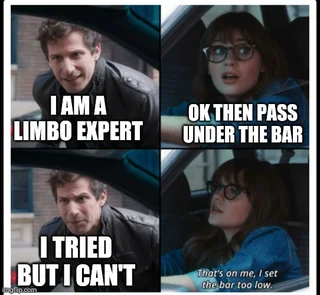 I AM A
LIMBO EXPERT
OK THEN PASS
UNDER THE BAR
I TRIED
BUT I CAN'T
That's on me, I set
the bar too low.
imgflip.com